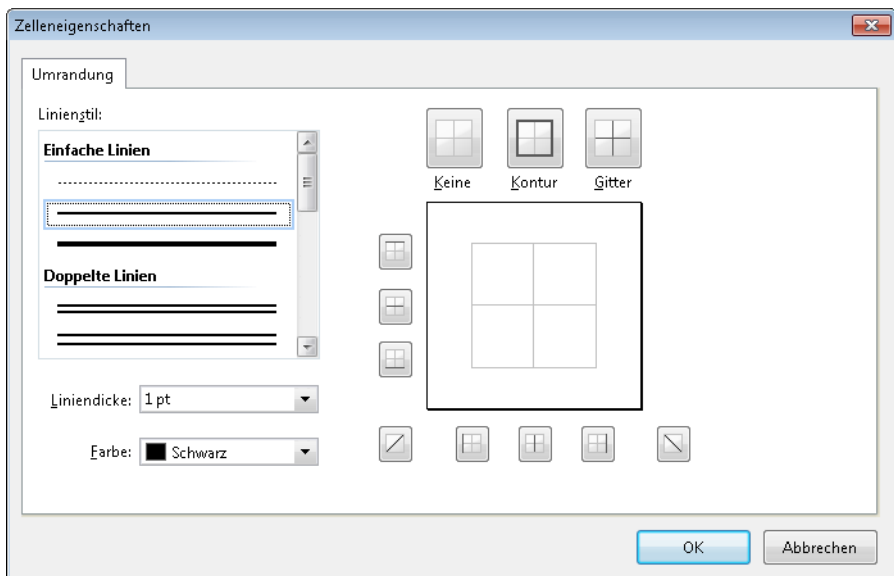 Zelleneigenschaften
Umrandung
Linienstil:
Einfache Linien
Doppelte Linien
Keine Kontur Gitter
Liniendicke: 1 pt
Farbe: Schwarz
OK Abbrechen